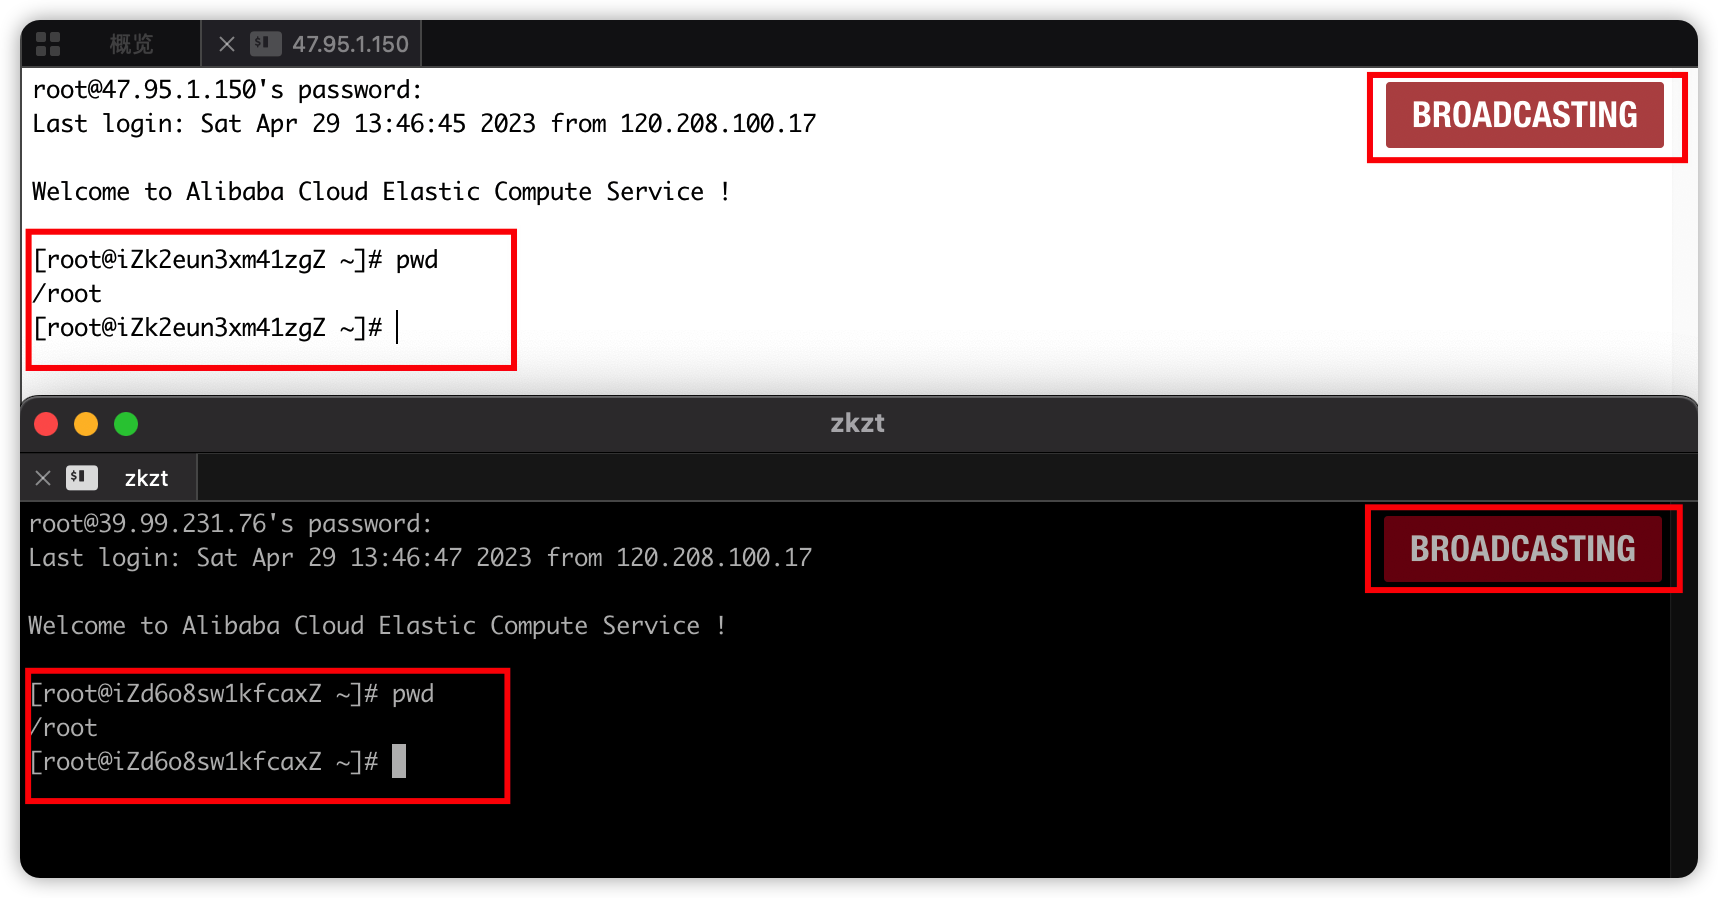 概览
47.95.1.150
root@47.95.1.150's password:
BROADCASTING
Last login: Sat Apr 29 13:46:45 2023 from 120.208.100.17
Welcome to Alibaba Cloud Elastic Compute Service !
[root@iZk2eun3xm41zgZ ~]# pwd
/root
[root@iZk2eun3xm41zgZ ~]#
zkzt
$ zkzt
root@39.99.231.76's password:
BROADCASTING
Last login: Sat Apr 29 13:46:47 2023 from 120.208.100.17
Welcome to Alibaba Cloud Elastic Compute Service !
[root@iZd6o8sw1kfcaxZ ~]# pwd
/root
[root@iZd6o8sw1kfcaxZ ~]#